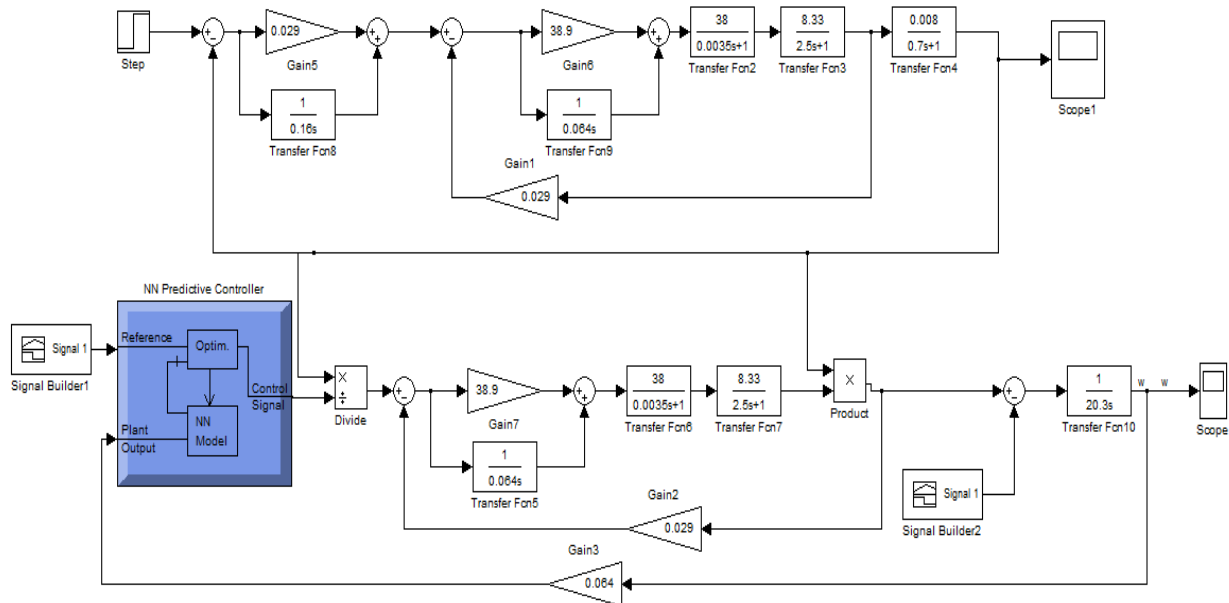 Step
0.029
Gain5
1
0.16s
Transfer Fcn8
38.9
Gain6
1
0.064s
Transfer Fcn9
38
0.0035s+1
Transfer Fcn2
8.33
2.5s+1
Transfer Fcn3
0.008
0.7s+1
Transfer Fcn4
Scope1
Gain1
0.029
NN Predictive Controller
Signal 1
Signal Builder1
Reference
Optim.
Control
Signal
Plant
Output
NN
Model
X
÷
Divide
38.9
Gain7
1
0.064s
Transfer Fcn5
38
0.0035s+1
Transfer Fcn6
8.33
2.5s+1
Transfer Fcn7
X
Product
Signal 1
Signal Builder2
1
20.3s
Transfer Fcn10
w w
Scope
Gain2
0.029
Gain3
0.064